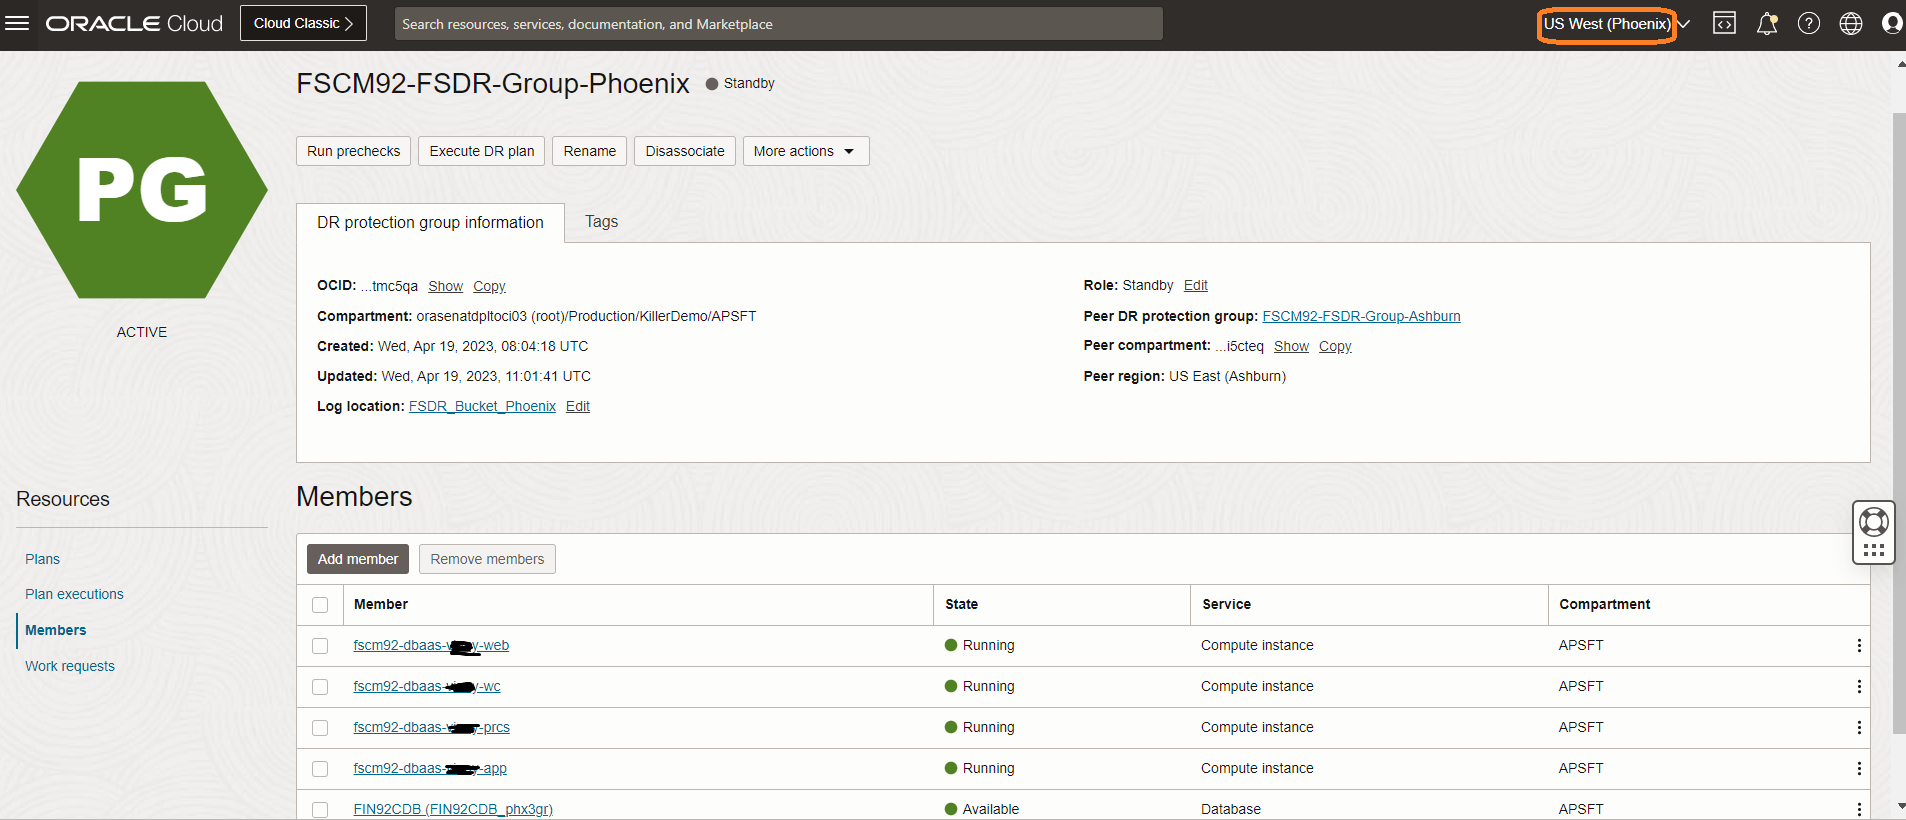 ORACLE Cloud
Cloud Classic
Search resources, services, documentation, and Marketplace
US West (Phoenix)
PG
ACTIVE
FSCM92-FSDR-Group-Phoenix Standby
Run prechecks Execute DR plan Rename Disassociate More actions
DR protection group information Tags
OCID: ...tmc5qa Show Copy
Compartment: orasenatdpltoci03 (root)/Production/KillerDemo/APSFT
Created: Wed, Apr 19, 2023, 08:04:18 UTC
Updated: Wed, Apr 19, 2023, 11:01:41 UTC
Log location: FSDR_Bucket_Phoenix Edit
Role: Standby Edit
Peer DR protection group: FSCM92-FSDR-Group-Ashburn
Peer compartment: ...i5cteq Show Copy
Peer region: US East (Ashburn)
Resources
Plans
Plan executions
Members
Work requests
Members
Add member Remove members
Member State Service Compartment
fscm92-dbaas- -web Running Compute instance APSFT
fscm92-dbaas- -wc Running Compute instance APSFT
fscm92-dbaas- -prcs Running Compute instance APSFT
fscm92-dbaas- -app Running Compute instance APSFT
FIN92CDB (FIN92CDB_phx3gr) Available Database APSFT